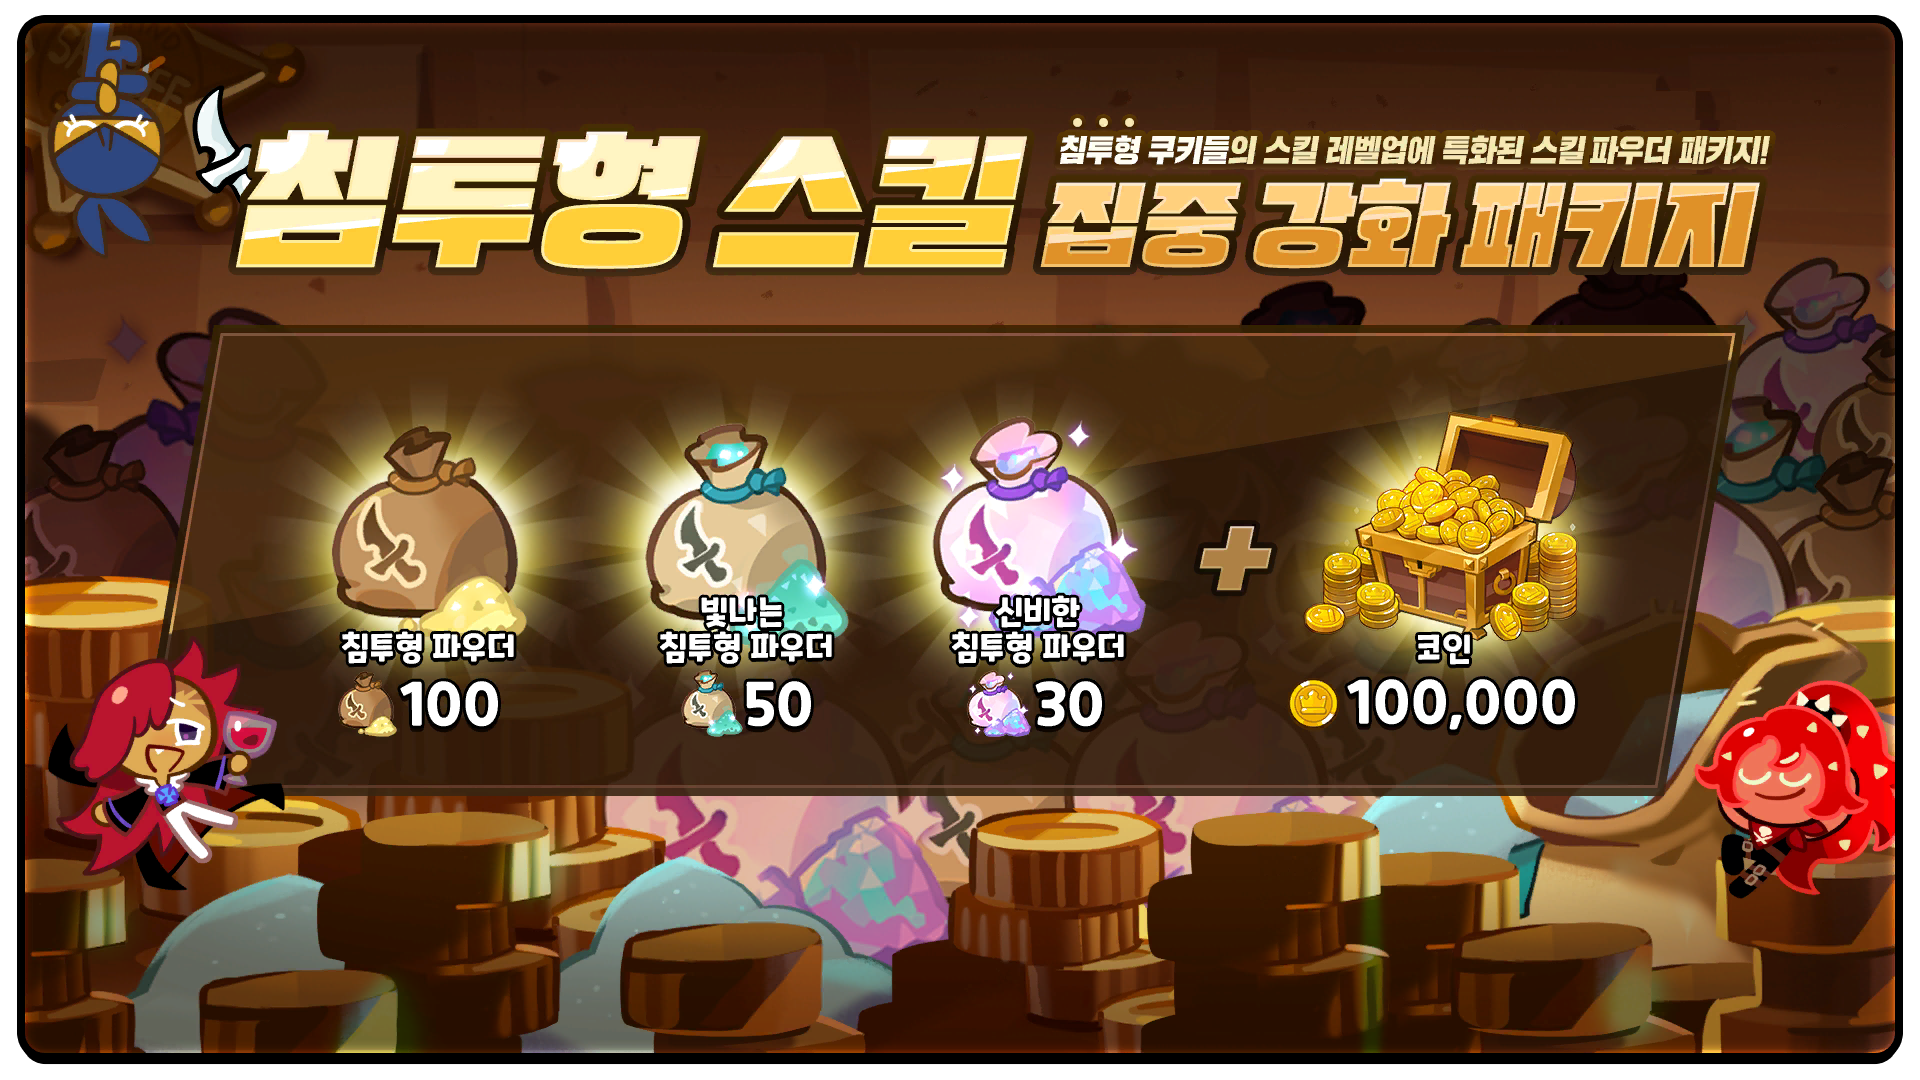 침투형 쿠키들의 스킬 레벨업에 특화된 스킬 파우더 패키지!
침투형 스킬 집중 강화 패키지
침투형 파우더
100
빛나는
침투형 파우더
50
신비한
침투형 파우더
30
+
코인
100,000